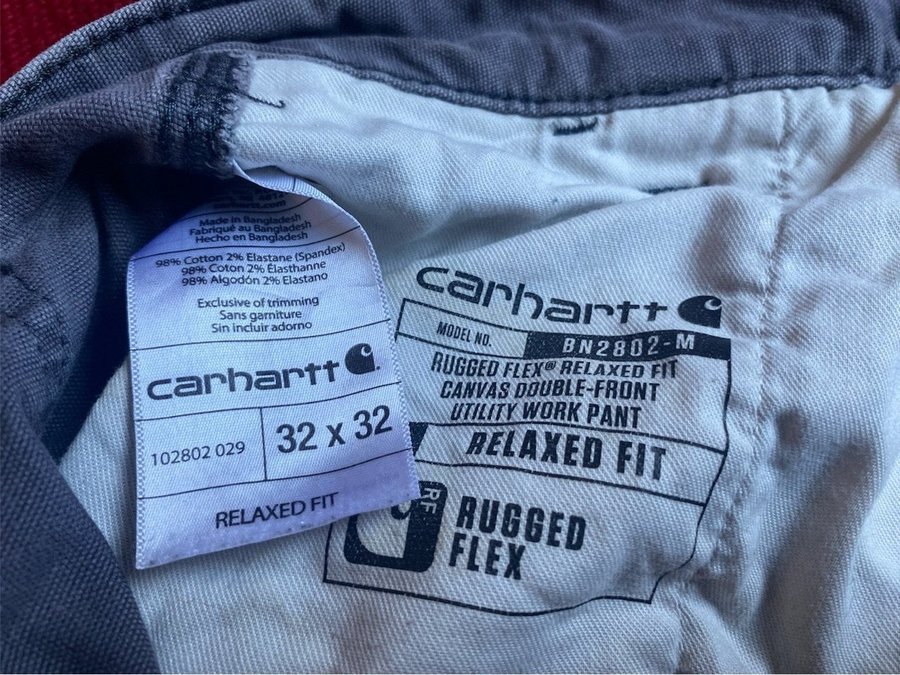 carhartt.com
Made in Bangladesh
Fabriqué au Bangladesh
Hecho en Bangladesh
98% Cotton 2% Elastane (Spandex)
98% Coton 2% Élasthanne
98% Algodón 2% Elastano
Exclusive of trimming
Sans garniture
Sin incluir adorno
carhartt
102802 029
32 x 32
RELAXED FIT
carhartt
MODEL NO.
BN2802-M
RUGGED FLEX® RELAXED FIT
CANVAS DOUBLE-FRONT
UTILITY WORK PANT
RELAXED FIT
RF
RUGGED
FLEX